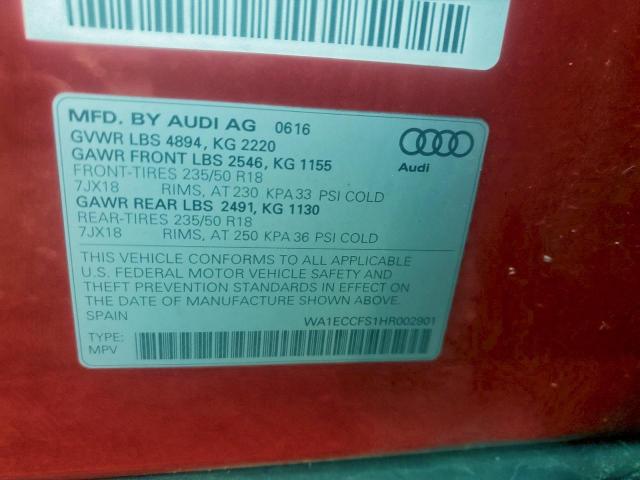 MFD. BY AUDI AG 0616
GVWR LBS 4894, KG 2220
GAWR FRONT LBS 2546, KG 1155
FRONT-TIRES 235/50 R18
7JX18 RIMS, AT 230 KPA 33 PSI COLD
GAWR REAR LBS 2491, KG 1130
REAR-TIRES 235/50 R18
7JX18 RIMS, AT 250 KPA 36 PSI COLD
Audi
THIS VEHICLE CONFORMS TO ALL APPLICABLE
U.S. FEDERAL MOTOR VEHICLE SAFETY AND
THEFT PREVENTION STANDARDS IN EFFECT ON
THE DATE OF MANUFACTURE SHOWN ABOVE.
SPAIN WA1ECCFS1HR002901
TYPE:
MPV